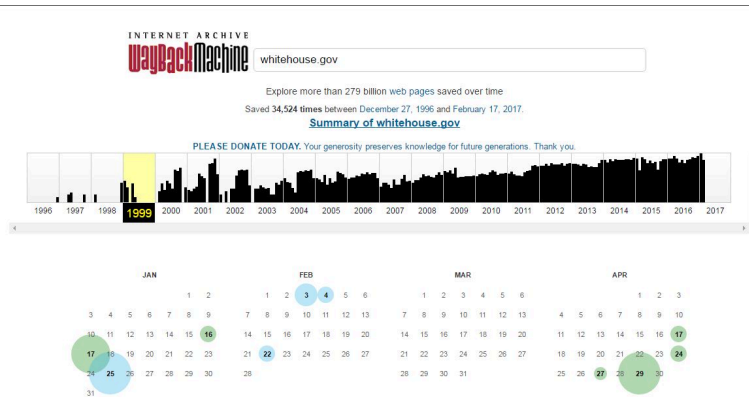 INTERNET ARCHIVE
WayBackMachine
whitehouse.gov
Explore more than 279 billion web pages saved over time
Saved 34,524 times between December 27, 1996 and February 17, 2017.
Summary of whitehouse.gov
PLEASE DONATE TODAY. Your generosity preserves knowledge for future generations. Thank you.
1996 1997 1998 1999 2000 2001 2002 2003 2004 2005 2006 2007 2008 2009 2010 2011 2012 2013 2014 2015 2016 2017
JAN FEB MAR APR
1 2 1 2 3 4 5 6 1 2 3 4 5 6 1 2 3
3 4 5 6 7 8 9 7 8 9 10 11 12 13 7 8 9 10 11 12 13 4 5 6 7 8 9 10
10 11 12 13 14 15 16 14 15 16 17 18 19 20 14 15 16 17 18 19 20 11 12 13 14 15 16 17
17 18 19 20 21 22 23 21 22 23 24 25 26 27 21 22 23 24 25 26 27 18 19 20 21 22 23 24
24 25 26 27 28 29 30 28 28 29 30 31 25 26 27 28 29 30
31